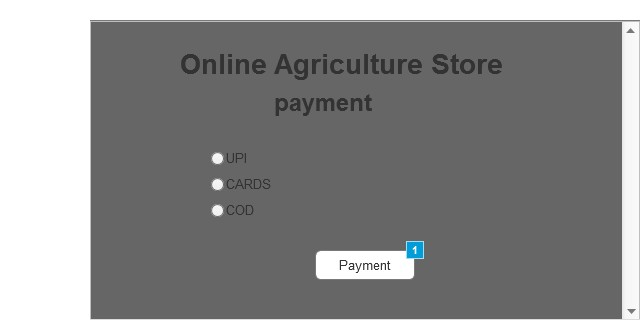 Online Agriculture Store
payment
UPI
CARDS
COD
1
Payment